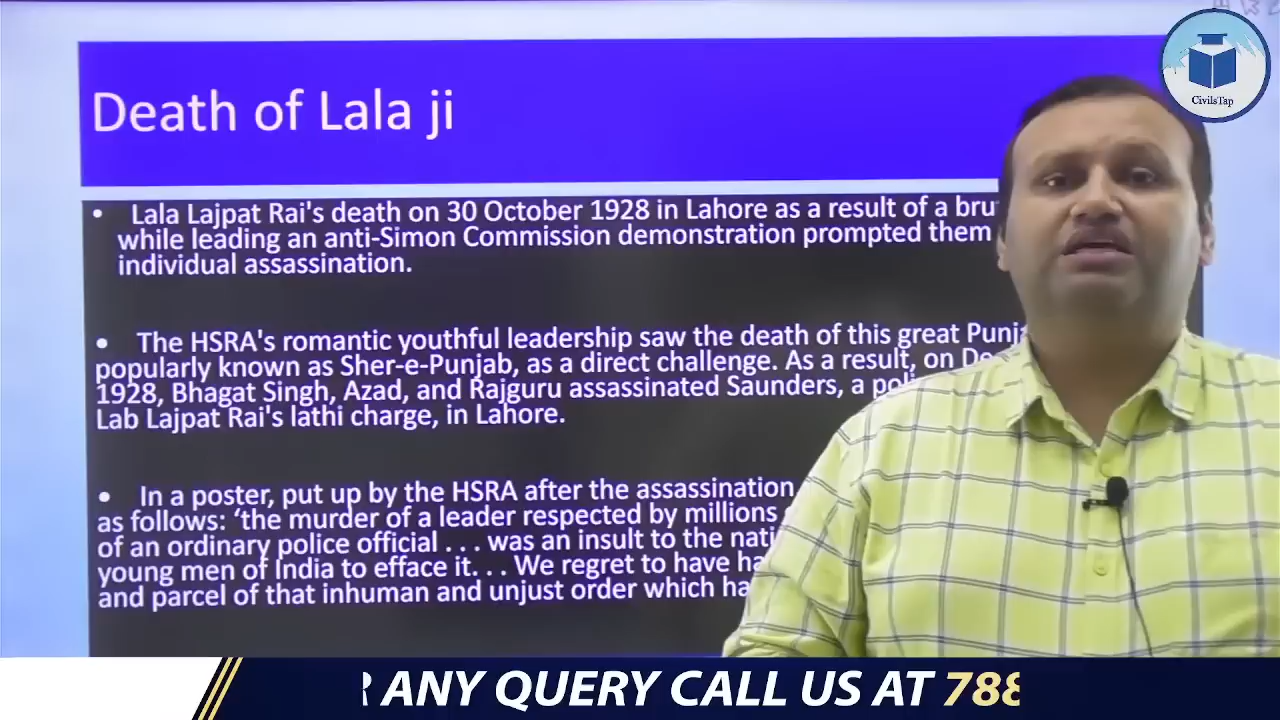 CivilsTap
Death of Lala ji
• Lala Lajpat Rai's death on 30 October 1928 in Lahore as a result of a bru
while leading an anti-Simon Commission demonstration prompted them
individual assassination.
• The HSRA's romantic youthful leadership saw the death of this great Punja
popularly known as Sher-e-Punjab, as a direct challenge. As a result, on De
1928, Bhagat Singh, Azad, and Rajguru assassinated Saunders, a poli
Lab Lajpat Rai's lathi charge, in Lahore.
• In a poster, put up by the HSRA after the assassination
as follows: ‘the murder of a leader respected by millions
of an ordinary police official . . . was an insult to the nati
young men of India to efface it. . . We regret to have ha
and parcel of that inhuman and unjust order which ha
R ANY QUERY CALL US AT 788